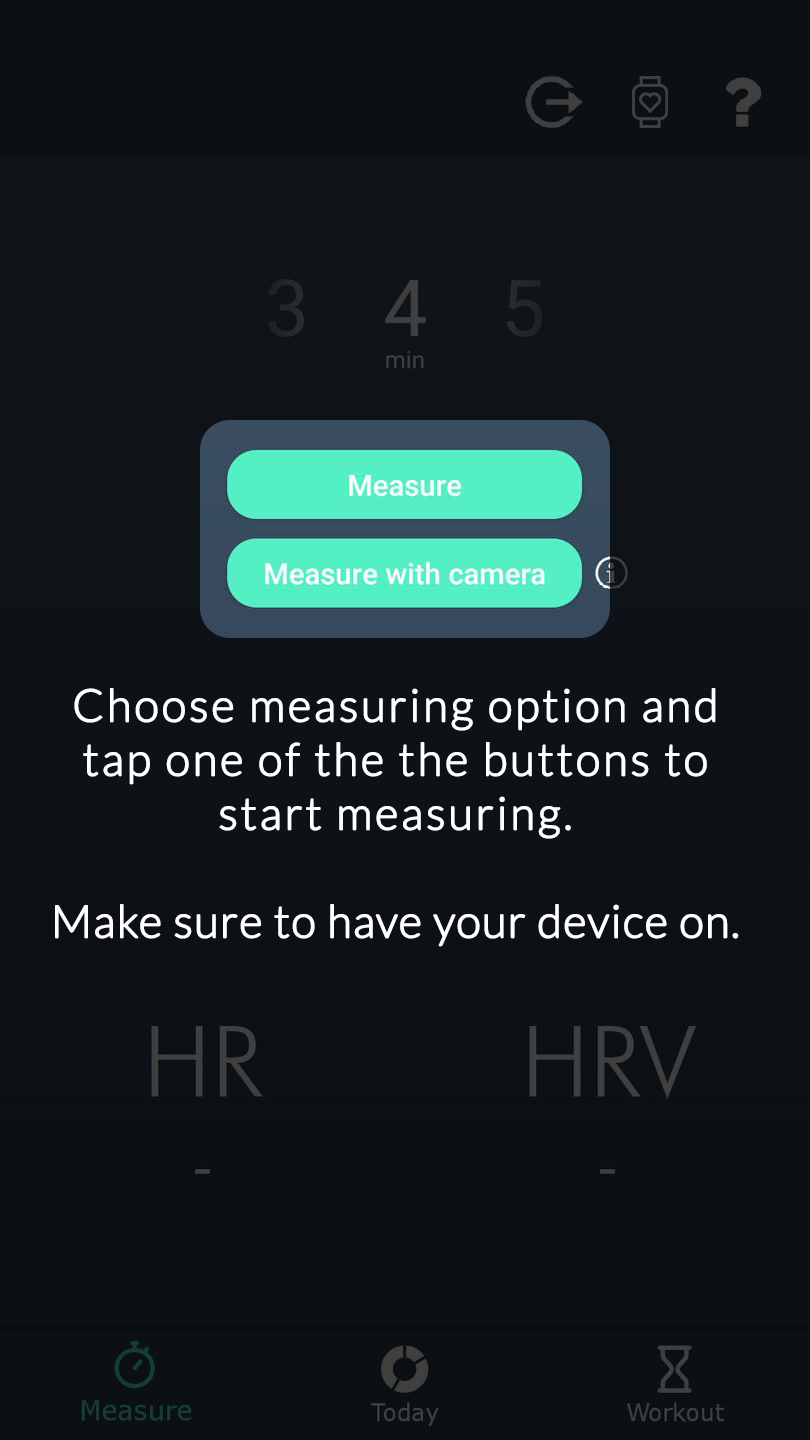 3 4 5
min
Measure
Measure with camera
Choose measuring option and
tap one of the the buttons to
start measuring.
Make sure to have your device on.
HR HRV
- -
Measure Today Workout